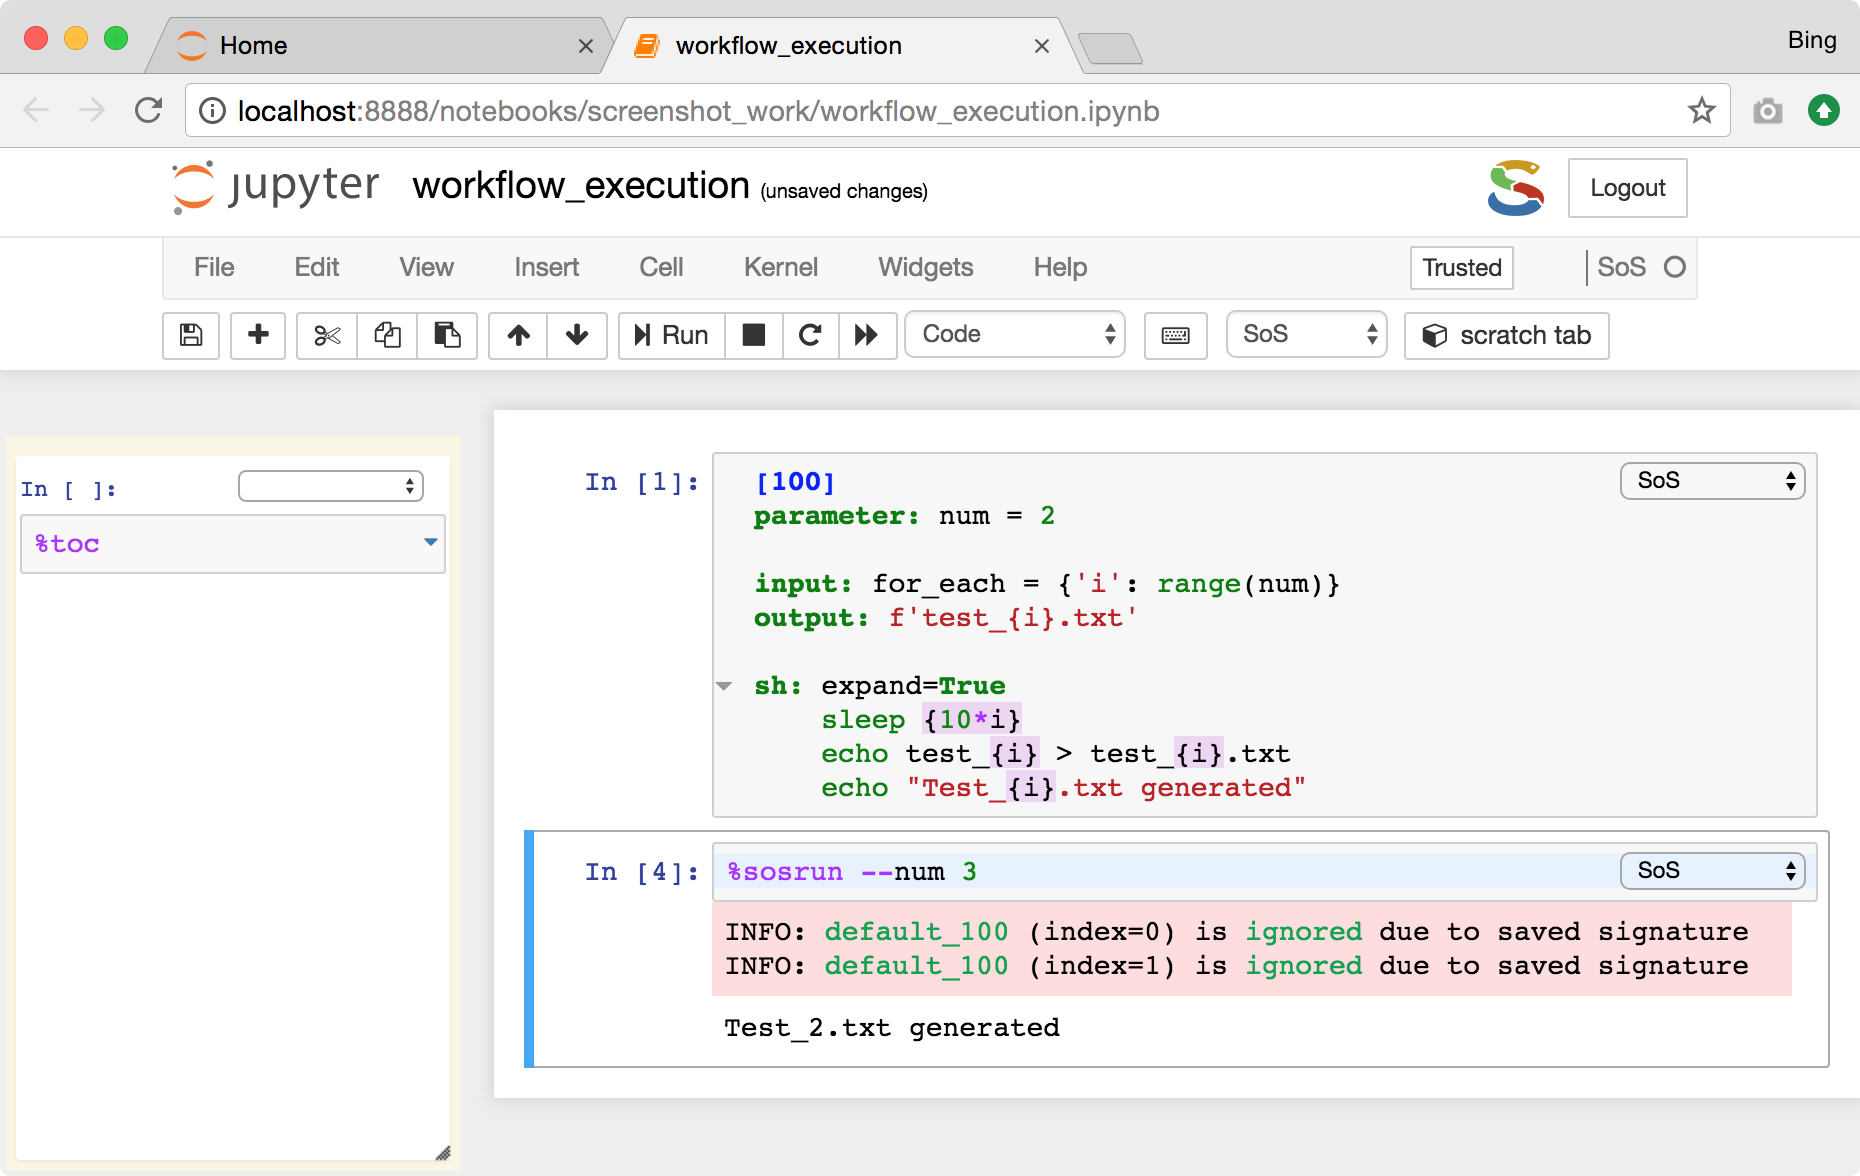 Home
workflow_execution
Bing
localhost:8888/notebooks/screenshot_work/workflow_execution.ipynb
jupyter workflow_execution (unsaved changes)
Logout
File Edit View Insert Cell Kernel Widgets Help Trusted SoS
Run Code SoS scratch tab
In [ ]:
%toc
In [1]: [100] SoS
parameter: num = 2
input: for_each = {'i': range(num)}
output: f'test_{i}.txt'
sh: expand=True
sleep {10*i}
echo test_{i} > test_{i}.txt
echo "Test_{i}.txt generated"
In [4]: %sosrun --num 3 SoS
INFO: default_100 (index=0) is ignored due to saved signature
INFO: default_100 (index=1) is ignored due to saved signature
Test_2.txt generated